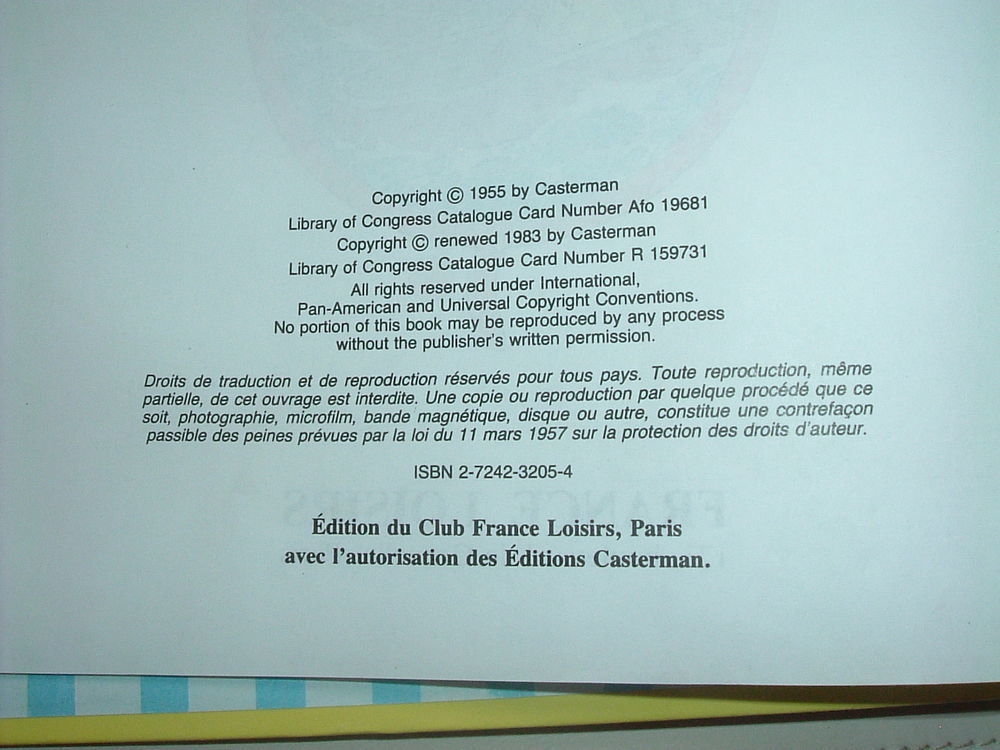 Copyright © 1955 by Casterman
Library of Congress Catalogue Card Number Afo 19681
Copyright © renewed 1983 by Casterman
Library of Congress Catalogue Card Number R 159731
All rights reserved under International,
Pan-American and Universal Copyright Conventions.
No portion of this book may be reproduced by any process
without the publisher's written permission.
Droits de traduction et de reproduction réservés pour tous pays. Toute reproduction, même
partielle, de cet ouvrage est interdite. Une copie ou reproduction par quelque procédé que ce
soit, photographie, microfilm, bande magnétique, disque ou autre, constitue une contrefaçon
passible des peines prévues par la loi du 11 mars 1957 sur la protection des droits d'auteur.
ISBN 2-7242-3205-4
FRANCE LOISIRS
Édition du Club France Loisirs, Paris
avec l'autorisation des Éditions Casterman.